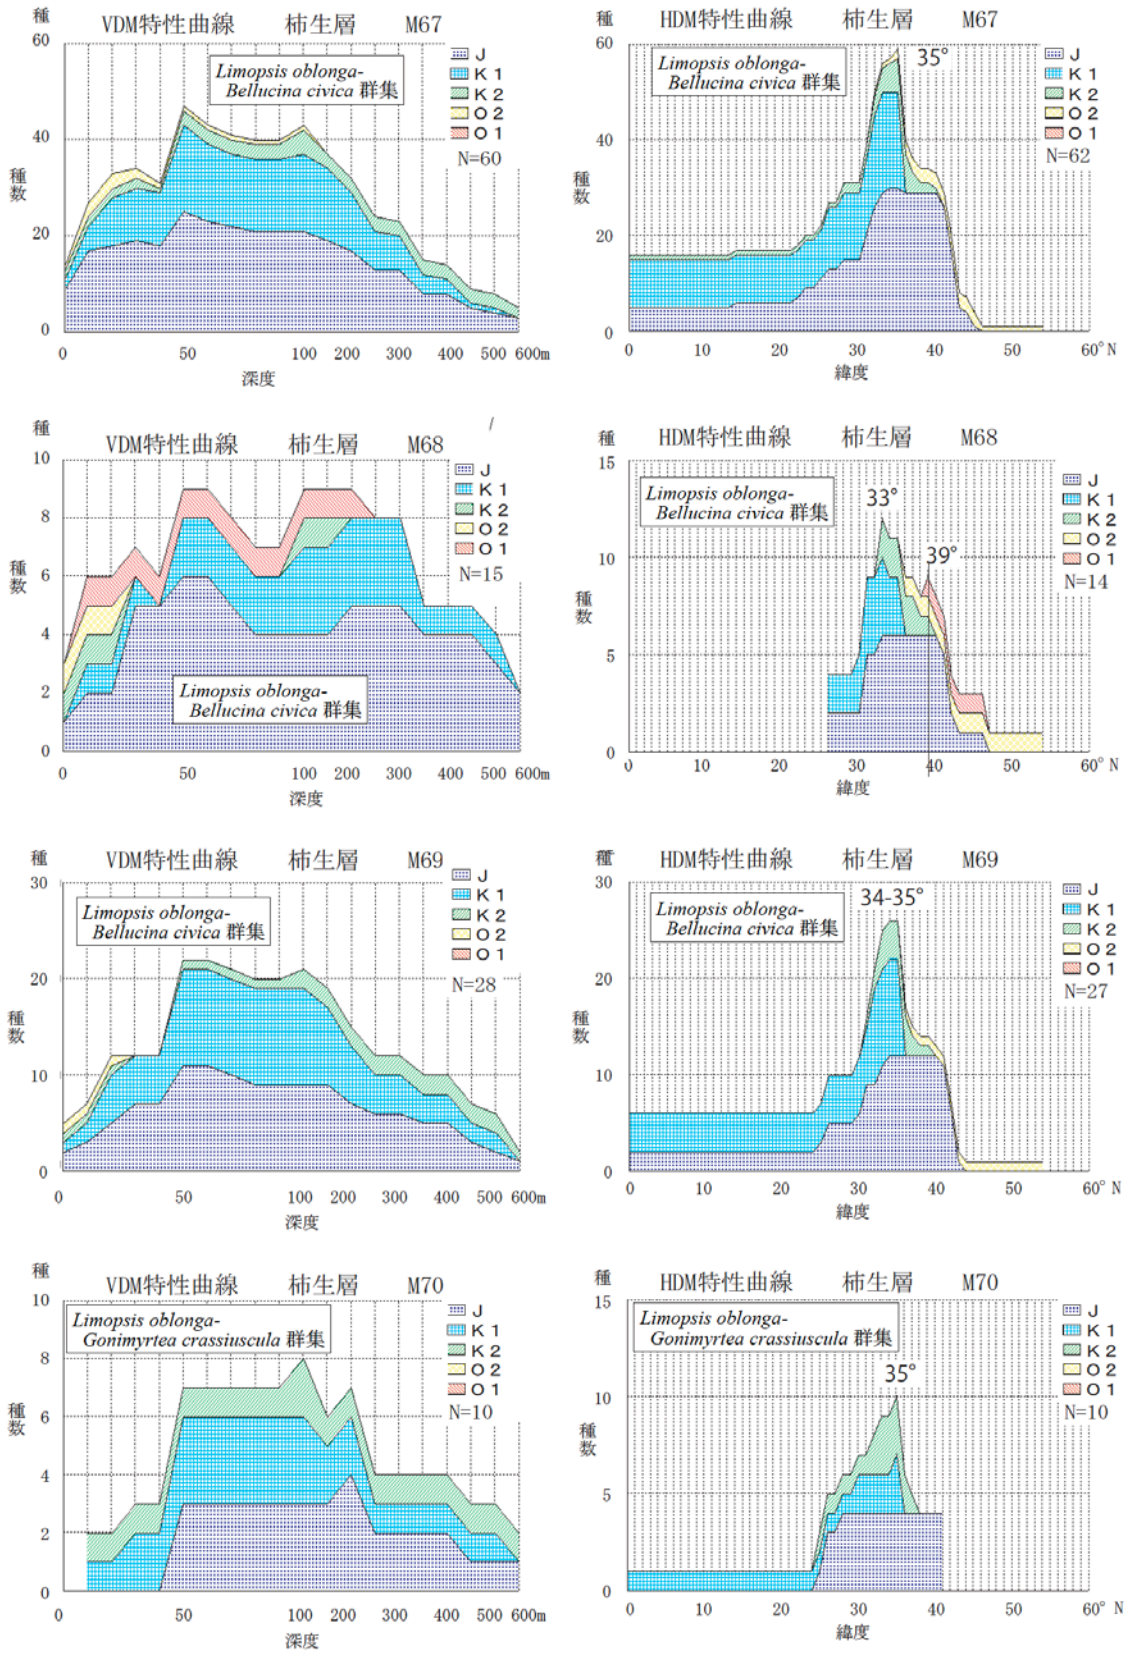 種
VDM特性曲線 柿生層 M67
60
Limopsis oblonga-
Bellucina civica 群集
J
K 1
K 2
O 2
O 1
N=60
40
種数
20
0
0 50 100 200 300 400 500 600m
深度
種
HDM特性曲線 柿生層 M67
60
Limopsis oblonga-
Bellucina civica 群集
35°
J
K 1
K 2
O 2
O 1
N=62
40
種数
20
0
0 10 20 30 40 50 60° N
緯度
種
VDM特性曲線 柿生層 M68
10
J
K 1
K 2
O 2
O 1
N=15
8
6
種数
4
Limopsis oblonga-
Bellucina civica 群集
2
0
0 50 100 200 300 400 500 600m
深度
種
HDM特性曲線 柿生層 M68
15
Limopsis oblonga-
Bellucina civica 群集
33°
39°
J
K 1
K 2
O 2
O 1
N=14
10
種数
5
0
0 10 20 30 40 50 60° N
緯度
種
VDM特性曲線 柿生層 M69
30
Limopsis oblonga-
Bellucina civica 群集
J
K 1
K 2
O 2
O 1
N=28
20
種数
10
0
0 50 100 200 300 400 500 600m
深度
種
HDM特性曲線 柿生層 M69
30
Limopsis oblonga-
Bellucina civica 群集
34-35°
J
K 1
K 2
O 2
O 1
N=27
20
種数
10
0
0 10 20 30 40 50 60° N
緯度
種
VDM特性曲線 柿生層 M70
10
Limopsis oblonga-
Gonimyrtea crassiuscula 群集
J
K 1
K 2
O 2
O 1
N=10
8
6
種数
4
2
0
0 50 100 200 300 400 500 600m
深度
種
HDM特性曲線 柿生層 M70
15
Limopsis oblonga-
Gonimyrtea crassiuscula 群集
35°
J
K 1
K 2
O 2
O 1
N=10
10
種数
5
0
0 10 20 30 40 50 60° N
緯度